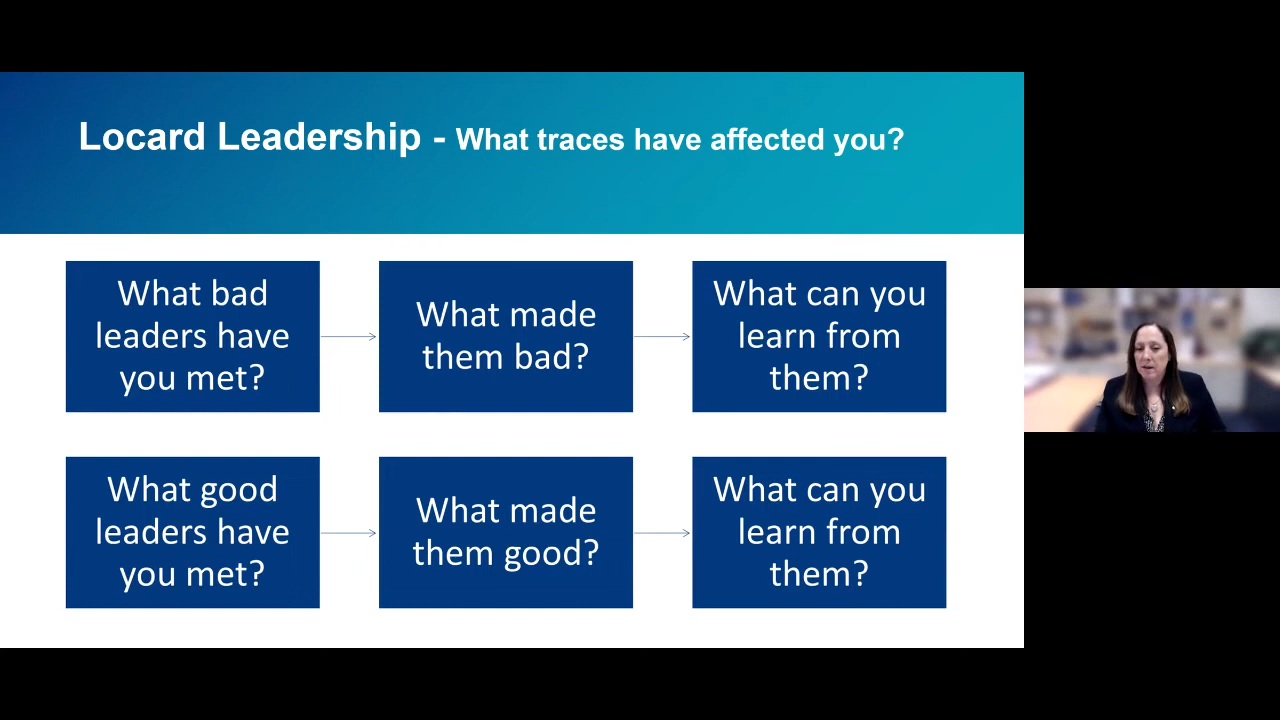 Locard Leadership - What traces have affected you?
What bad
leaders have
you met?
What made
them bad?
What can you
learn from
them?
What good
leaders have
you met?
What made
them good?
What can you
learn from
them?